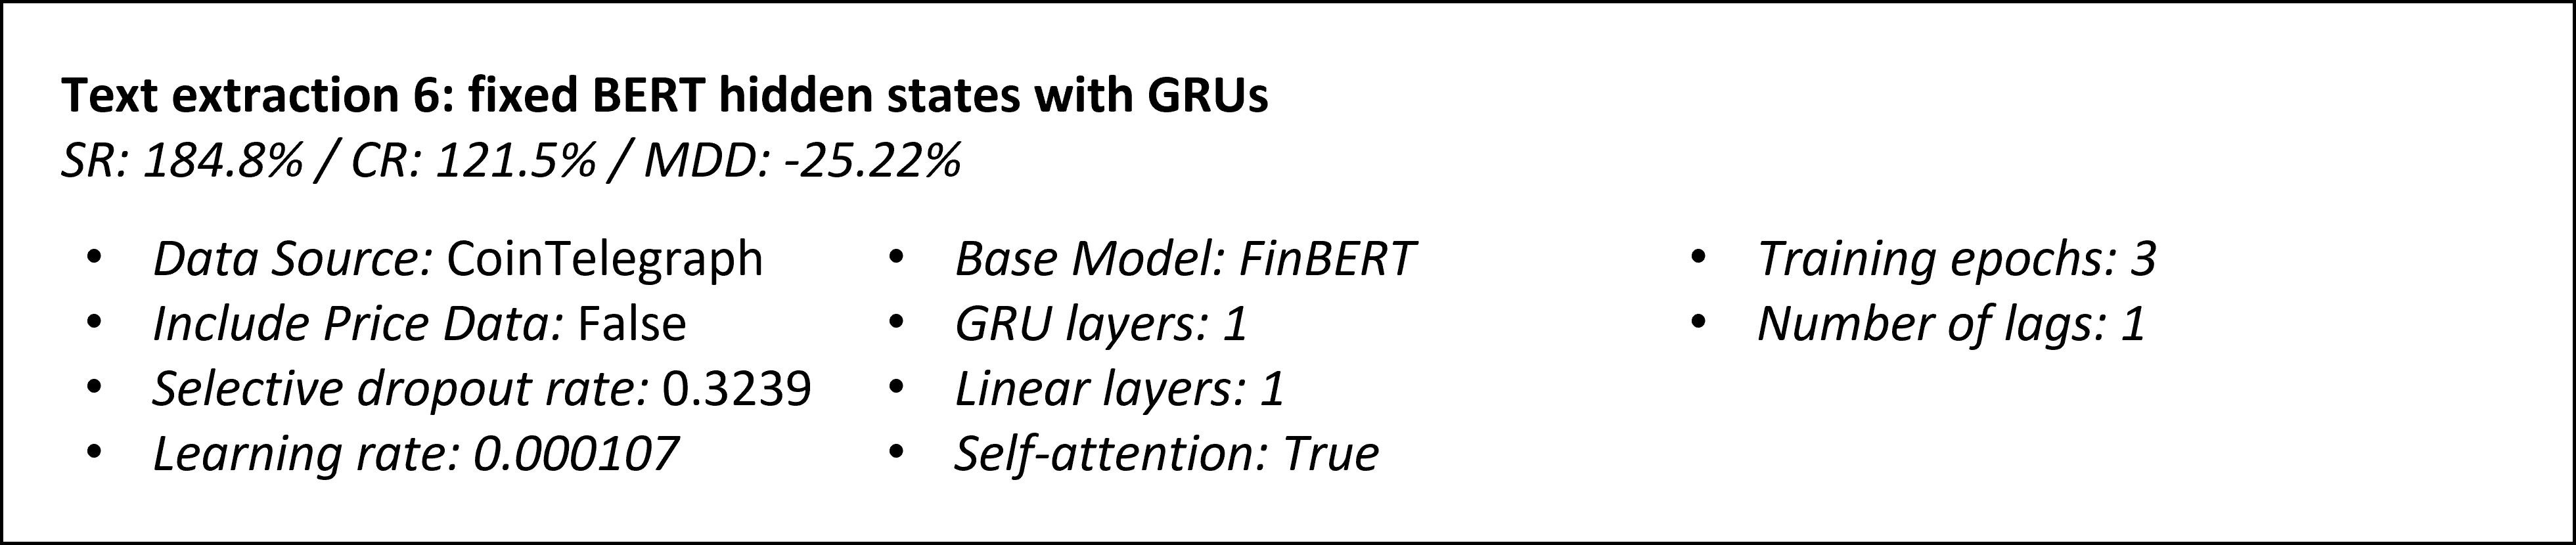 Text extraction 6: fixed BERT hidden states with GRUs
SR: 184.8% / CR: 121.5% / MDD: -25.22%
• Data Source: CoinTelegraph
• Include Price Data: False
• Selective dropout rate: 0.3239
• Learning rate: 0.000107
• Base Model: FinBERT
• GRU layers: 1
• Linear layers: 1
• Self-attention: True
• Training epochs: 3
• Number of lags: 1